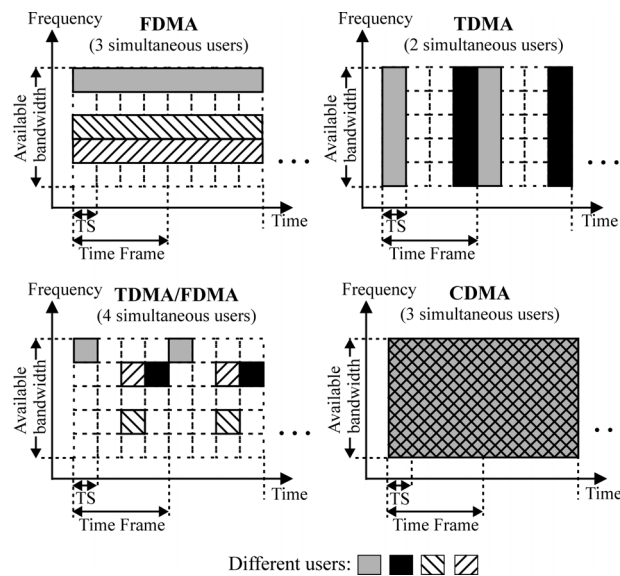 Frequency
FDMA
(3 simultaneous users)
Available
bandwidth
TS
Time Frame
Time
...
Frequency
TDMA
(2 simultaneous users)
Available
bandwidth
TS
Time Frame
Time
...
Frequency
TDMA/FDMA
(4 simultaneous users)
Available
bandwidth
TS
Time Frame
Time
...
Frequency
CDMA
(3 simultaneous users)
Available
bandwidth
TS
Time Frame
Time
..
Different users: